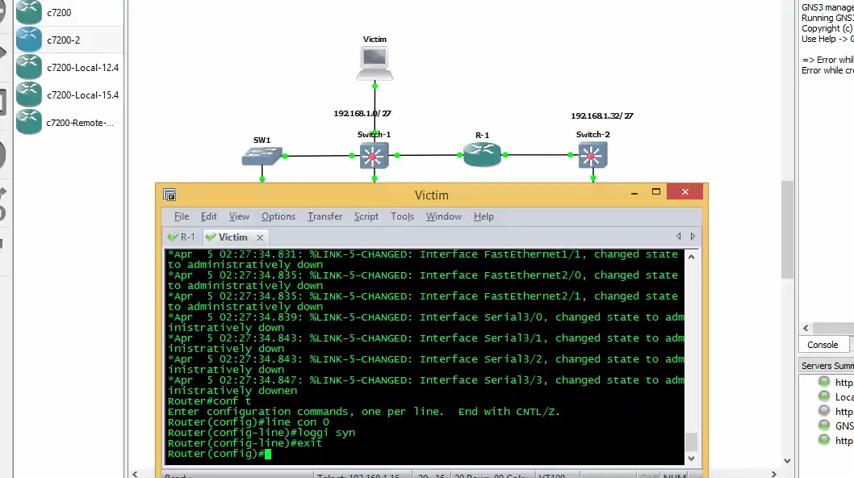 c7200
c7200-2
c7200-Local-12.4
c7200-Local-15.4
c7200-Remote-...
Victim
192.168.1.0/ 27
192.168.1.32/ 27
SW1
Switch-1
R-1
Switch-2
GNS3 manage
Running GNS3
Copyright (c)
Use Help -> G
=> Error whil
Error while cre
Victim
File Edit View Options Transfer Script Tools Window Help
R-1 Victim
*Apr  5 02:27:34.831: %LINK-5-CHANGED: Interface FastEthernet1/1, changed state
to administratively down
*Apr  5 02:27:34.835: %LINK-5-CHANGED: Interface FastEthernet2/0, changed state
to administratively down
*Apr  5 02:27:34.835: %LINK-5-CHANGED: Interface FastEthernet2/1, changed state
to administratively down
*Apr  5 02:27:34.839: %LINK-5-CHANGED: Interface Serial3/0, changed state to adm
inistratively down
*Apr  5 02:27:34.843: %LINK-5-CHANGED: Interface Serial3/1, changed state to adm
inistratively down
*Apr  5 02:27:34.843: %LINK-5-CHANGED: Interface Serial3/2, changed state to adm
inistratively down
*Apr  5 02:27:34.847: %LINK-5-CHANGED: Interface Serial3/3, changed state to adm
inistratively downen
Router#conf t
Enter configuration commands, one per line.  End with CNTL/Z.
Router(config)#line con 0
Router(config-line)#loggi syn
Router(config-line)#exit
Router(config)#
Console
Servers Summ
http:
Loca
http:
GNS
http: